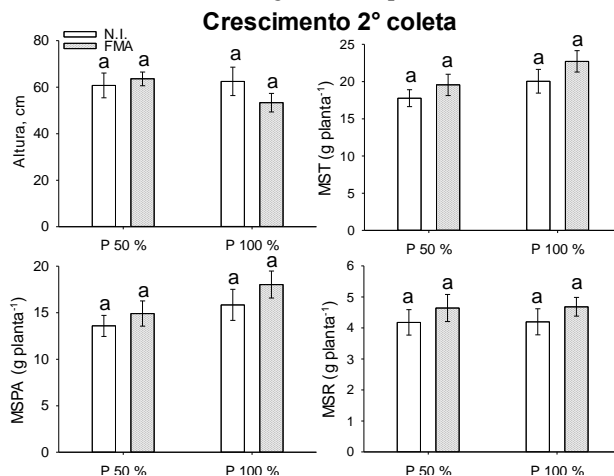 Crescimento 2° coleta
N.I.
FMA
Altura, cm
80
60
40
20
0
a a a a
P 50 % P 100 %
MST (g planta-1)
25
20
15
10
5
0
a a a a
P 50 % P 100 %
MSPA (g planta-1)
20
15
10
5
0
a a a a
P 50 % P 100 %
MSR (g planta-1)
6
5
4
3
2
1
0
a a a a
P 50 % P 100 %